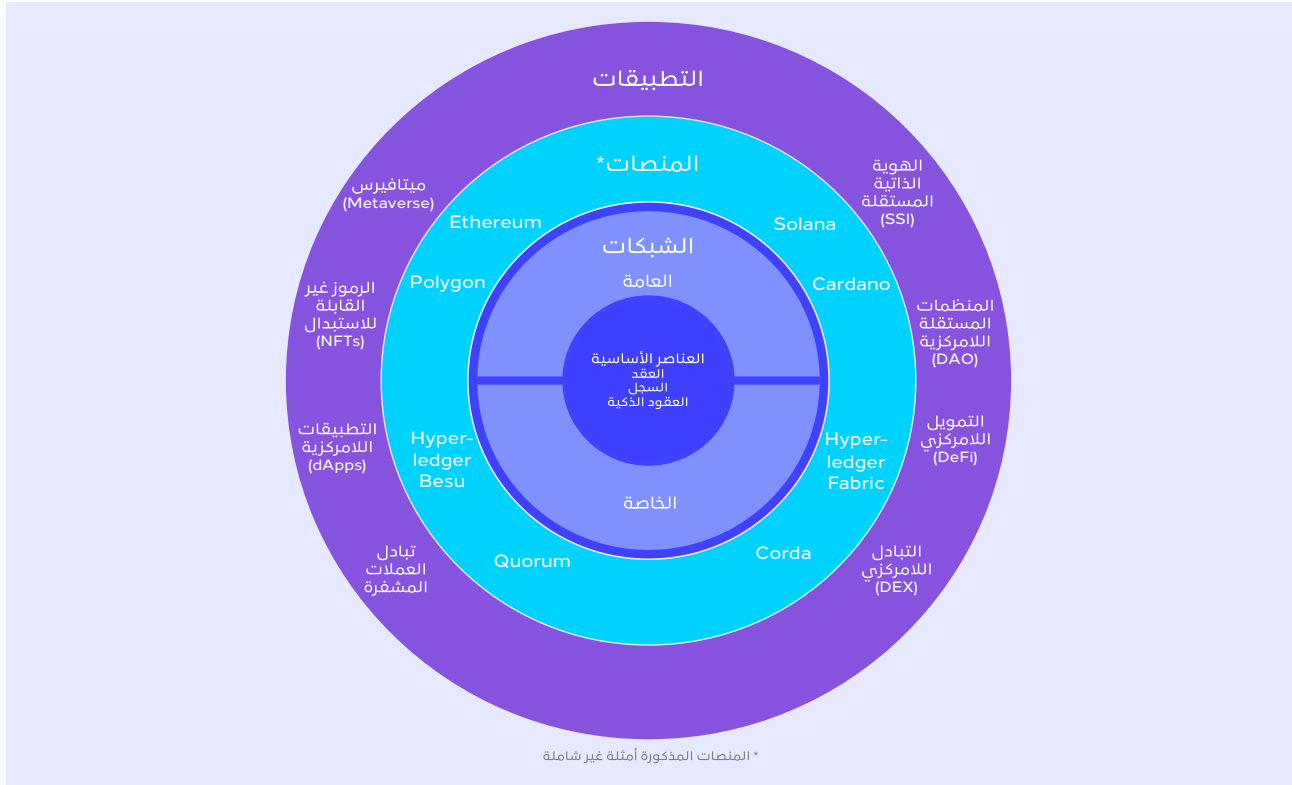 التطبيقات
المنصات*
الشبكات
العامة
العناصر الأساسية
العقد
السجل
العقود الذكية
الخاصة
الهوية
الذاتية
المستقلة
(SSI)
المنظمات
المستقلة
اللامركزية
(DAO)
التمويل
اللامركزي
(DeFi)
التبادل
اللامركزي
(DEX)
ميتافيرس
(Metaverse)
الرموز غير
القابلة
للاستبدال
(NFTs)
التطبيقات
اللامركزية
(dApps)
تبادل
العملات
المشفرة
Solana
Cardano
Hyper-
ledger
Fabric
Corda
Ethereum
Polygon
Hyper-
ledger
Besu
Quorum
* المنصات المذكورة أمثلة غير شاملة